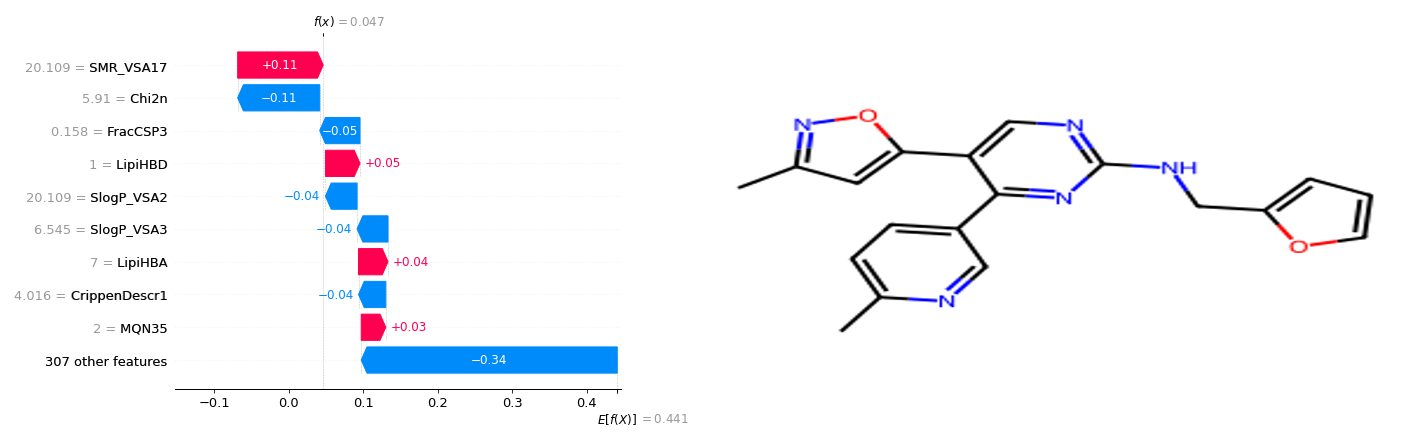 f(x) = 0.047
20.109 = SMR_VSA17
+0.11
5.91 = Chi2n
−0.11
0.158 = FracCSP3
−0.05
1 = LipiHBD
+0.05
20.109 = SlogP_VSA2
−0.04
6.545 = SlogP_VSA3
−0.04
7 = LipiHBA
+0.04
4.016 = CrippenDescr1
−0.04
2 = MQN35
+0.03
307 other features
−0.34
−0.1 0.0 0.1 0.2 0.3 0.4
E[f(X)] = 0.441
N O N NH N O N